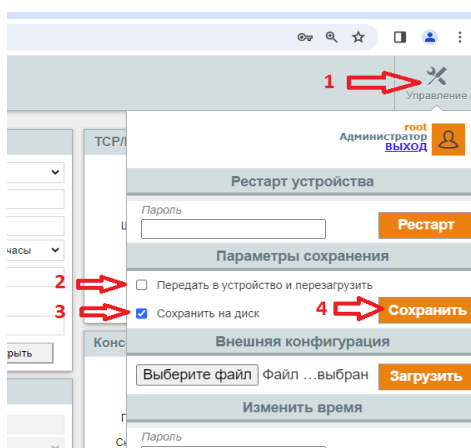 1
Управление
root
Администратор
ВЫХОД
TCP/I
Рестарт устройства
Пароль
Рестарт
часы
Параметры сохранения
2
Передать в устройство и перезагрузить
3
Сохранить на диск
4
Сохранить
рыть
Конс
Внешняя конфигурация
Выберите файл Файл …выбран
Загрузить
Изменить время
Пароль